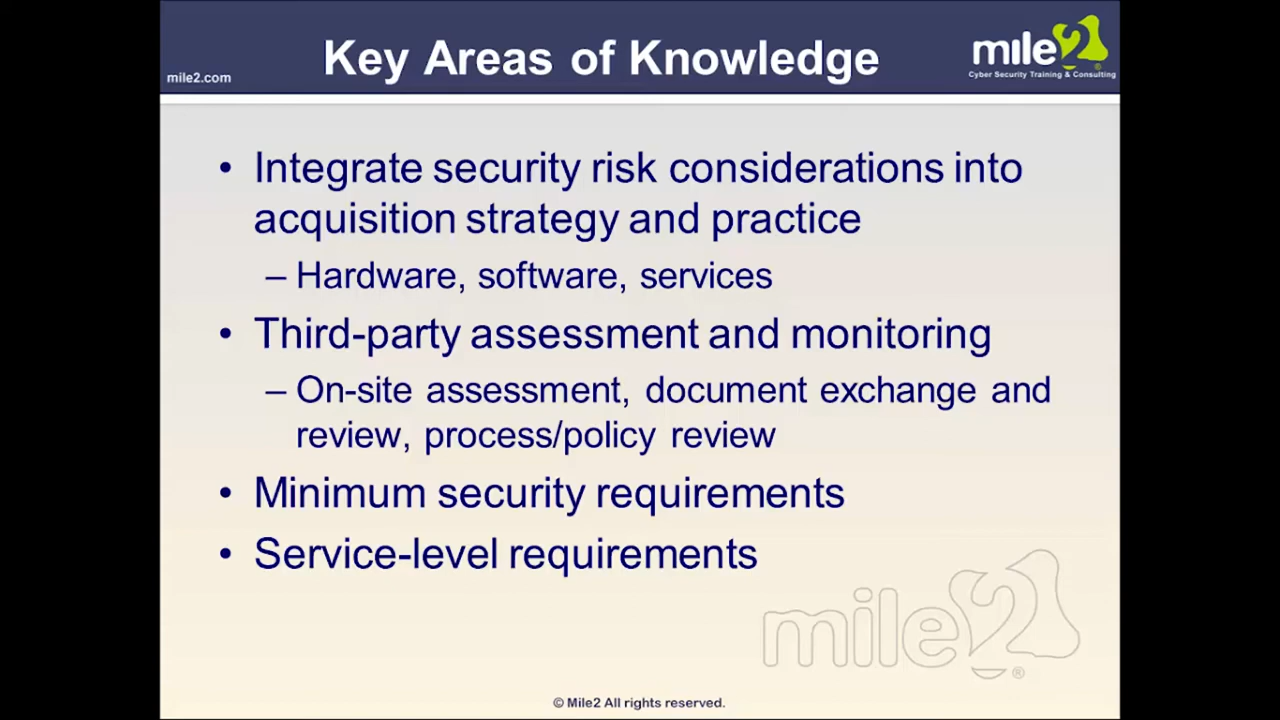 Key Areas of Knowledge
mile2.com
mile2
Cyber Security Training & Consulting
• Integrate security risk considerations into
acquisition strategy and practice
– Hardware, software, services
• Third-party assessment and monitoring
– On-site assessment, document exchange and
review, process/policy review
• Minimum security requirements
• Service-level requirements
mile2®
© Mile2 All rights reserved.